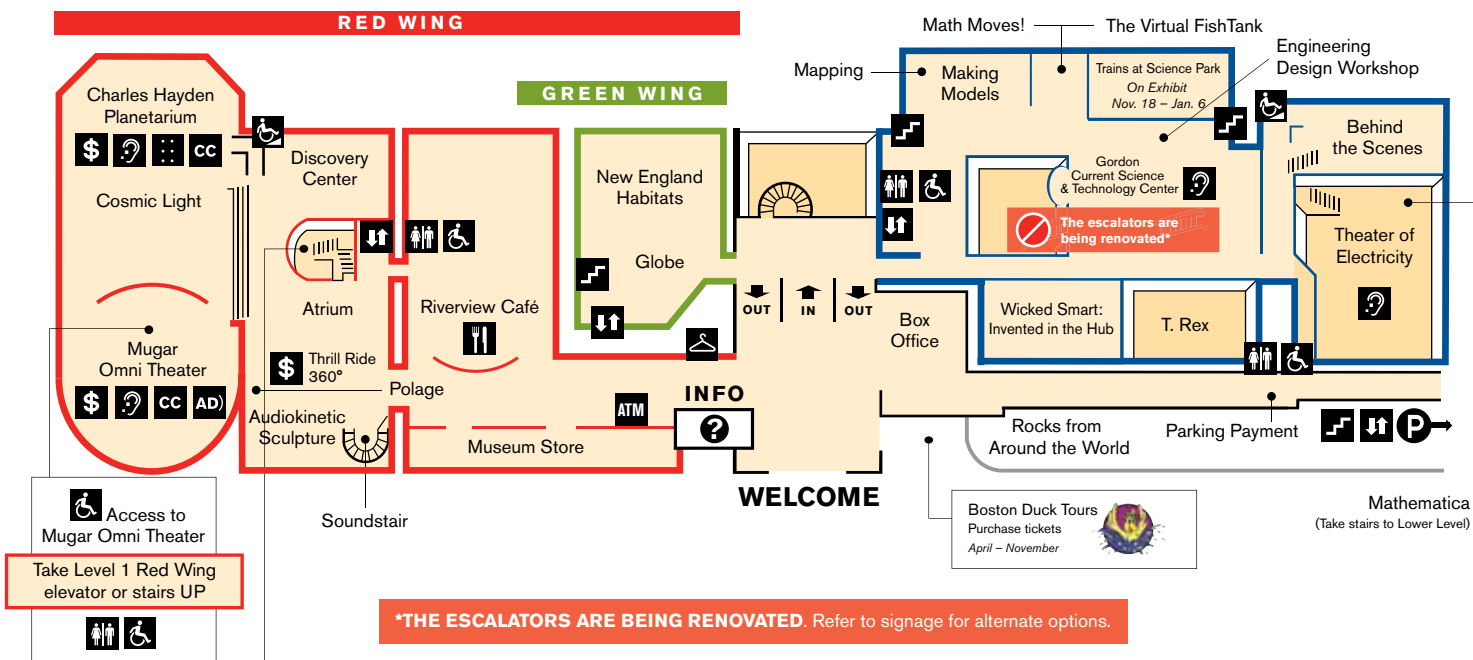 RED WING
GREEN WING
Charles Hayden
Planetarium
$
CC
Cosmic Light
Mugar
Omni Theater
$
CC
AD)
Discovery
Center
Atrium
$
Thrill Ride
360°
Polage
Audiokinetic
Sculpture
Soundstair
Riverview Café
Museum Store
ATM
INFO
?
New England
Habitats
Globe
OUT
IN
OUT
WELCOME
Box
Office
Math Moves!
The Virtual FishTank
Mapping
Making
Models
Trains at Science Park
On Exhibit
Nov. 18 – Jan. 6
Engineering
Design Workshop
Gordon
Current Science
& Technology Center
The escalators are
being renovated*
Behind
the Scenes
Theater of
Electricity
Wicked Smart:
Invented in the Hub
T. Rex
Rocks from
Around the World
Parking Payment
P
Mathematica
(Take stairs to Lower Level)
Boston Duck Tours
Purchase tickets
April – November
Access to
Mugar Omni Theater
Take Level 1 Red Wing
elevator or stairs UP
*THE ESCALATORS ARE BEING RENOVATED. Refer to signage for alternate options.